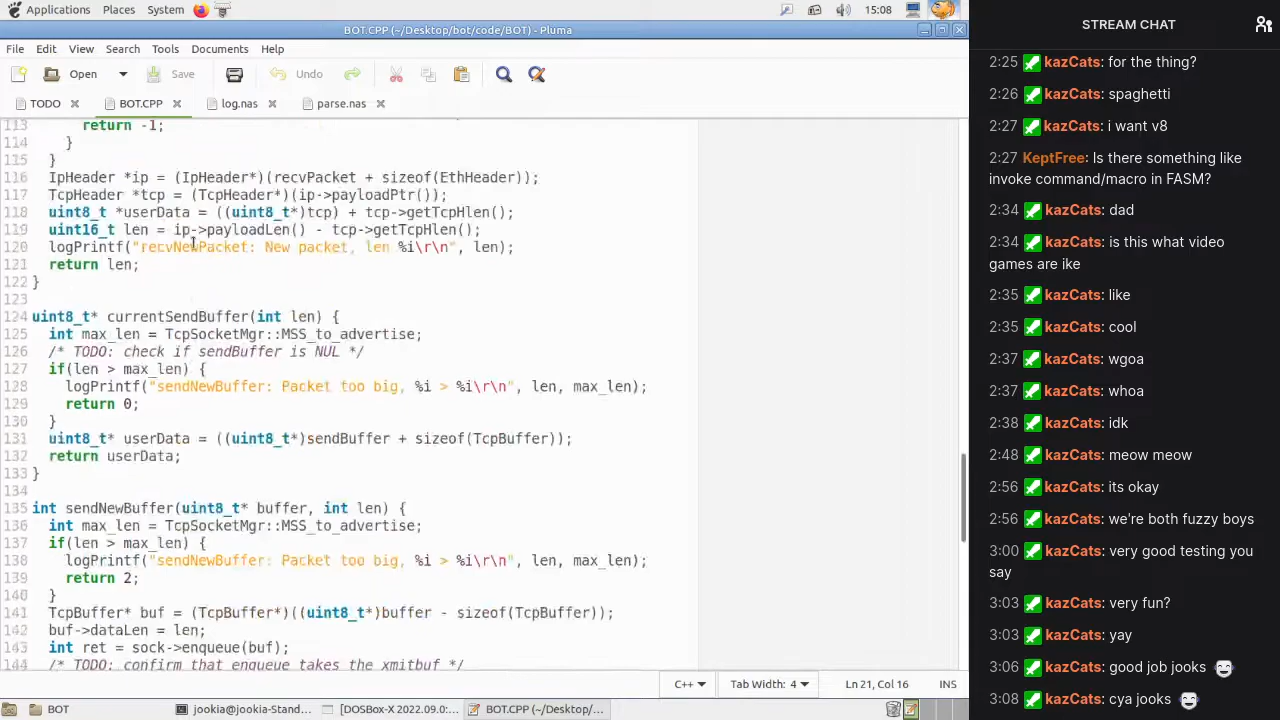 Applications Places System 15:08
BOT.CPP (~/Desktop/bot/code/BOT) - Pluma
File Edit View Search Tools Documents Help
Open Save Undo
TODO BOT.CPP log.nas parse.nas
113 return -1;
114 }
115 }
116 IpHeader *ip = (IpHeader*)(recvPacket + sizeof(EthHeader));
117 TcpHeader *tcp = (TcpHeader*)(ip->payloadPtr());
118 uint8_t *userData = ((uint8_t*)tcp) + tcp->getTcpHlen();
119 uint16_t len = ip->payloadLen() - tcp->getTcpHlen();
120 logPrintf("recvNewPacket: New packet, len %i\r\n", len);
121 return len;
122 }
123
124 uint8_t* currentSendBuffer(int len) {
125 int max_len = TcpSocketMgr::MSS_to_advertise;
126 /* TODO: check if sendBuffer is NUL */
127 if(len > max_len) {
128 logPrintf("sendNewBuffer: Packet too big, %i > %i\r\n", len, max_len);
129 return 0;
130 }
131 uint8_t* userData = ((uint8_t*)sendBuffer + sizeof(TcpBuffer));
132 return userData;
133 }
134
135 int sendNewBuffer(uint8_t* buffer, int len) {
136 int max_len = TcpSocketMgr::MSS_to_advertise;
137 if(len > max_len) {
138 logPrintf("sendNewBuffer: Packet too big, %i > %i\r\n", len, max_len);
139 return 2;
140 }
141 TcpBuffer* buf = (TcpBuffer*)((uint8_t*)buffer - sizeof(TcpBuffer));
142 buf->dataLen = len;
143 int ret = sock->enqueue(buf);
144 /* TODO: confirm that enqueue takes the xmitbuf */
C++ Tab Width: 4 Ln 21, Col 16 INS
BOT jookia@jookia-Stand... [DOSBox-X 2022.09.0:... BOT.CPP (~/Desktop/...
STREAM CHAT
2:25 kazCats: for the thing?
2:26 kazCats: spaghetti
2:27 kazCats: i want v8
2:27 KeptFree: Is there something like
invoke command/macro in FASM?
2:34 kazCats: dad
2:34 kazCats: is this what video
games are ike
2:35 kazCats: like
2:35 kazCats: cool
2:37 kazCats: wgoa
2:37 kazCats: whoa
2:38 kazCats: idk
2:48 kazCats: meow meow
2:56 kazCats: its okay
2:56 kazCats: we're both fuzzy boys
3:00 kazCats: very good testing you
say
3:03 kazCats: very fun?
3:03 kazCats: yay
3:06 kazCats: good job jooks
3:08 kazCats: cya jooks